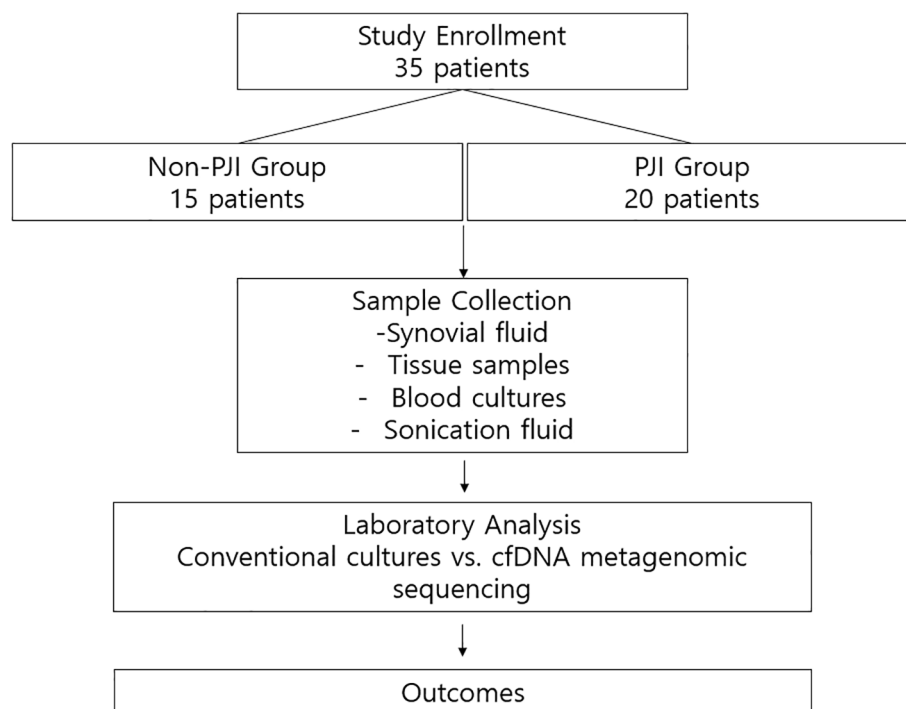 Study Enrollment
35 patients
Non-PJI Group
15 patients
PJI Group
20 patients
Sample Collection
-Synovial fluid
- Tissue samples
- Blood cultures
- Sonication fluid
Laboratory Analysis
Conventional cultures vs. cfDNA metagenomic
sequencing
Outcomes